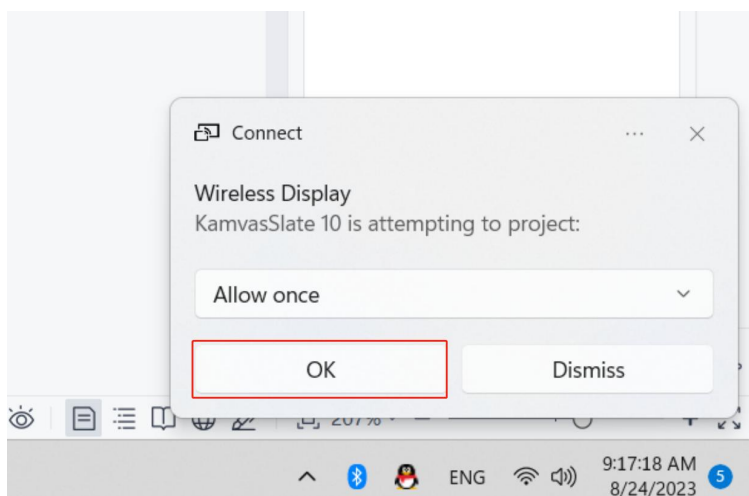 Connect
Wireless Display
KamvasSlate 10 is attempting to project:
Allow once
OK Dismiss
207%
ENG 9:17:18 AM
8/24/2023 5